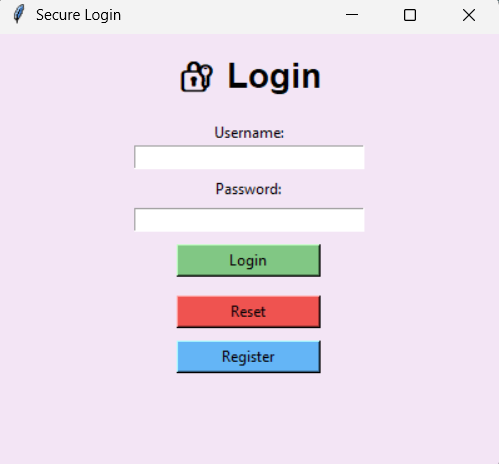 Secure Login
🔐 Login
Username:
Password:
Login
Reset
Register